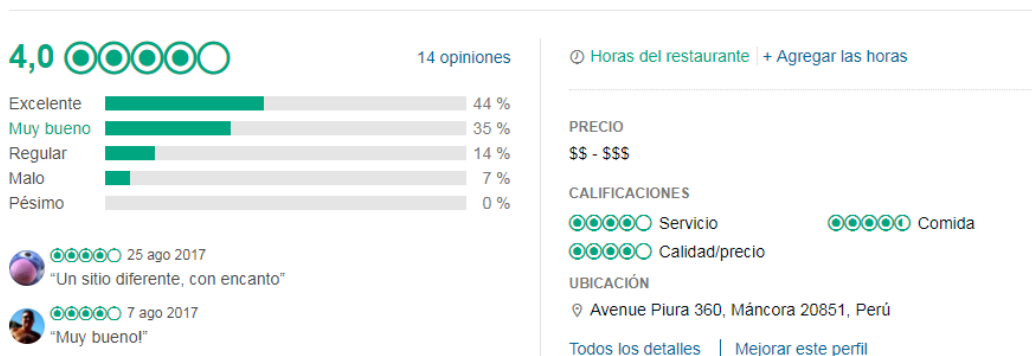 4,0
14 opiniones
Excelente 44 %
Muy bueno 35 %
Regular 14 %
Malo 7 %
Pésimo 0 %
25 ago 2017
“Un sitio diferente, con encanto”
7 ago 2017
“Muy bueno!”
Horas del restaurante + Agregar las horas
PRECIO
$$ - $$$
CALIFICACIONES
Servicio Comida
Calidad/precio
UBICACIÓN
Avenue Piura 360, Máncora 20851, Perú
Todos los detalles | Mejorar este perfil